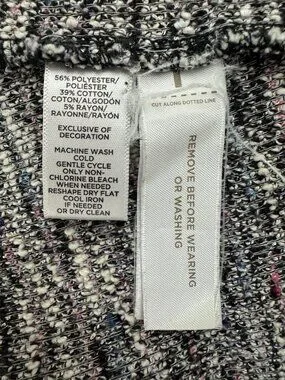 56% POLYESTER/
POLIÉSTER
39% COTTON/
COTON/ALGODÓN
5% RAYON/
RAYONNE/RAYÓN
EXCLUSIVE OF
DECORATION
MACHINE WASH
COLD
GENTLE CYCLE
ONLY NON-
CHLORINE BLEACH
WHEN NEEDED
RESHAPE DRY FLAT
COOL IRON
IF NEEDED
OR DRY CLEAN
CUT ALONG DOTTED LINE
REMOVE BEFORE WEARING
OR WASHING